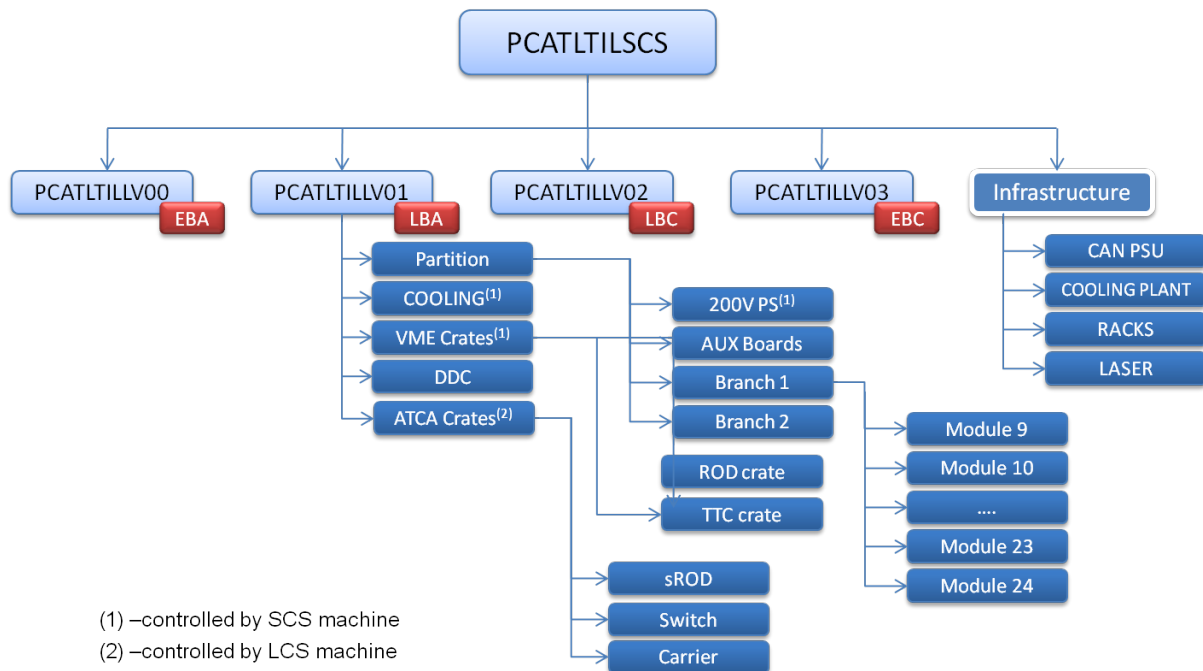 PCATLTILSCS
PCATLTILLV00
EBA
PCATLTILLV01
LBA
PCATLTILLV02
LBC
PCATLTILLV03
EBC
Infrastructure
Partition
COOLING(1)
VME Crates(1)
DDC
ATCA Crates(2)
200V PS(1)
AUX Boards
Branch 1
Branch 2
ROD crate
TTC crate
sROD
Switch
Carrier
CAN PSU
COOLING PLANT
RACKS
LASER
Module 9
Module 10
....
Module 23
Module 24
(1) –controlled by SCS machine
(2) –controlled by LCS machine